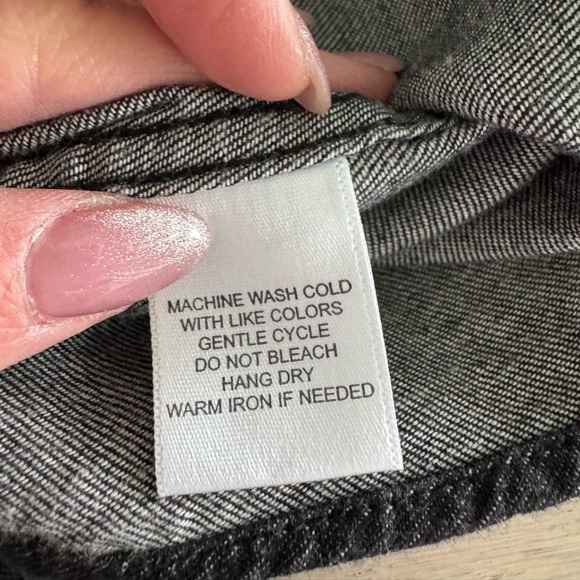 MACHINE WASH COLD
WITH LIKE COLORS
GENTLE CYCLE
DO NOT BLEACH
HANG DRY
WARM IRON IF NEEDED